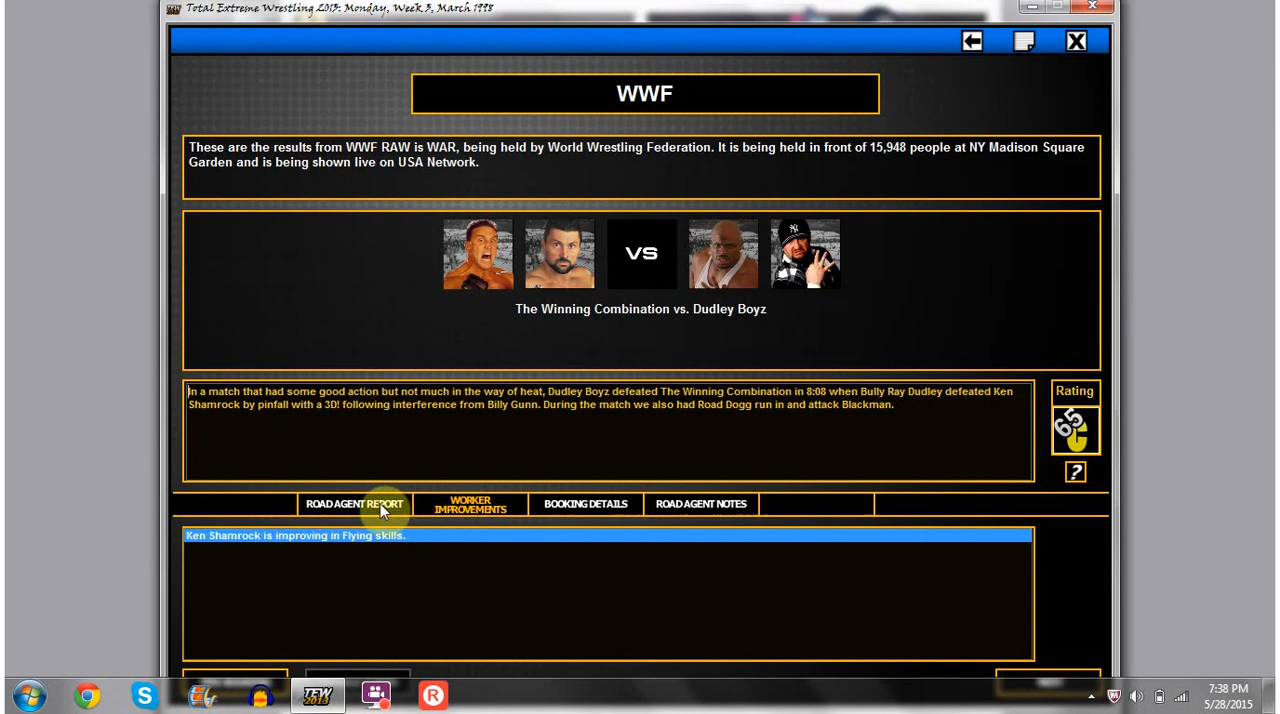 Total Extreme Wrestling 2013: Monday, Week 3, March 1998
WWF
These are the results from WWF RAW is WAR, being held by World Wrestling Federation. It is being held in front of 15,948 people at NY Madison Square
Garden and is being shown live on USA Network.
VS
The Winning Combination vs. Dudley Boyz
In a match that had some good action but not much in the way of heat, Dudley Boyz defeated The Winning Combination in 8:08 when Bully Ray Dudley defeated Ken
Shamrock by pinfall with a 3D! following interference from Billy Gunn. During the match we also had Road Dogg run in and attack Blackman.
Rating
65
C
?
ROAD AGENT REPORT
WORKER
IMPROVEMENTS
BOOKING DETAILS
ROAD AGENT NOTES
Ken Shamrock is improving in Flying skills.
TEW
2013
7:38 PM
5/28/2015